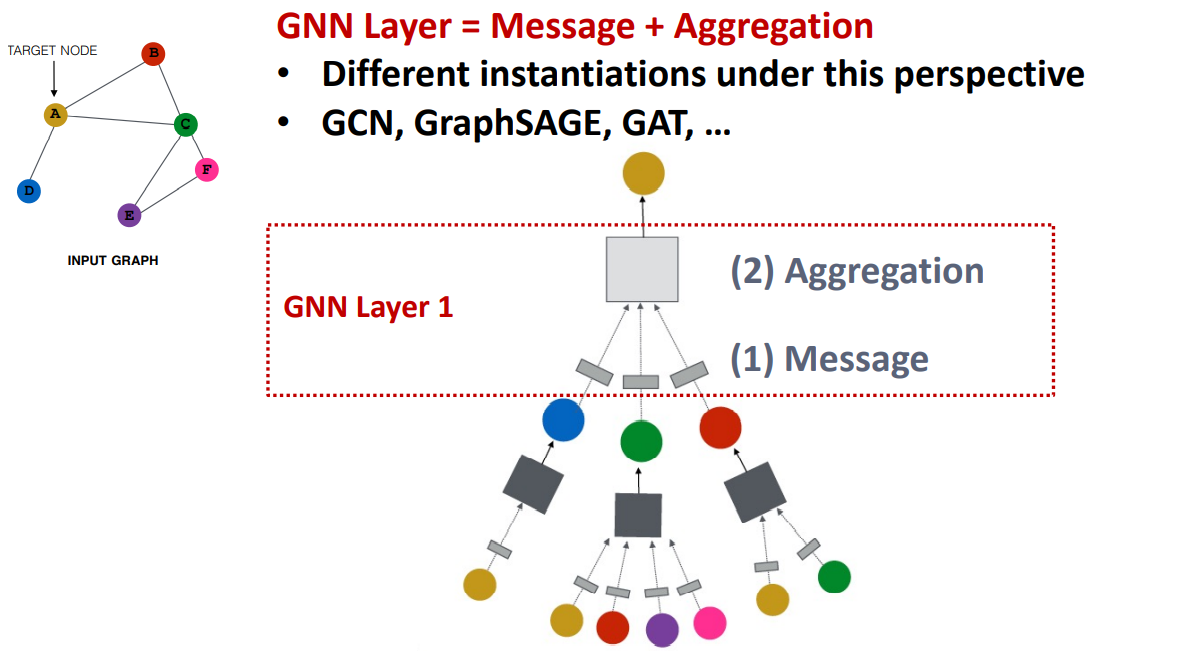 GNN Layer = Message + Aggregation
• Different instantiations under this perspective
• GCN, GraphSAGE, GAT, ...
TARGET NODE
B
A
C
F
D
E
INPUT GRAPH
GNN Layer 1
(2) Aggregation
(1) Message